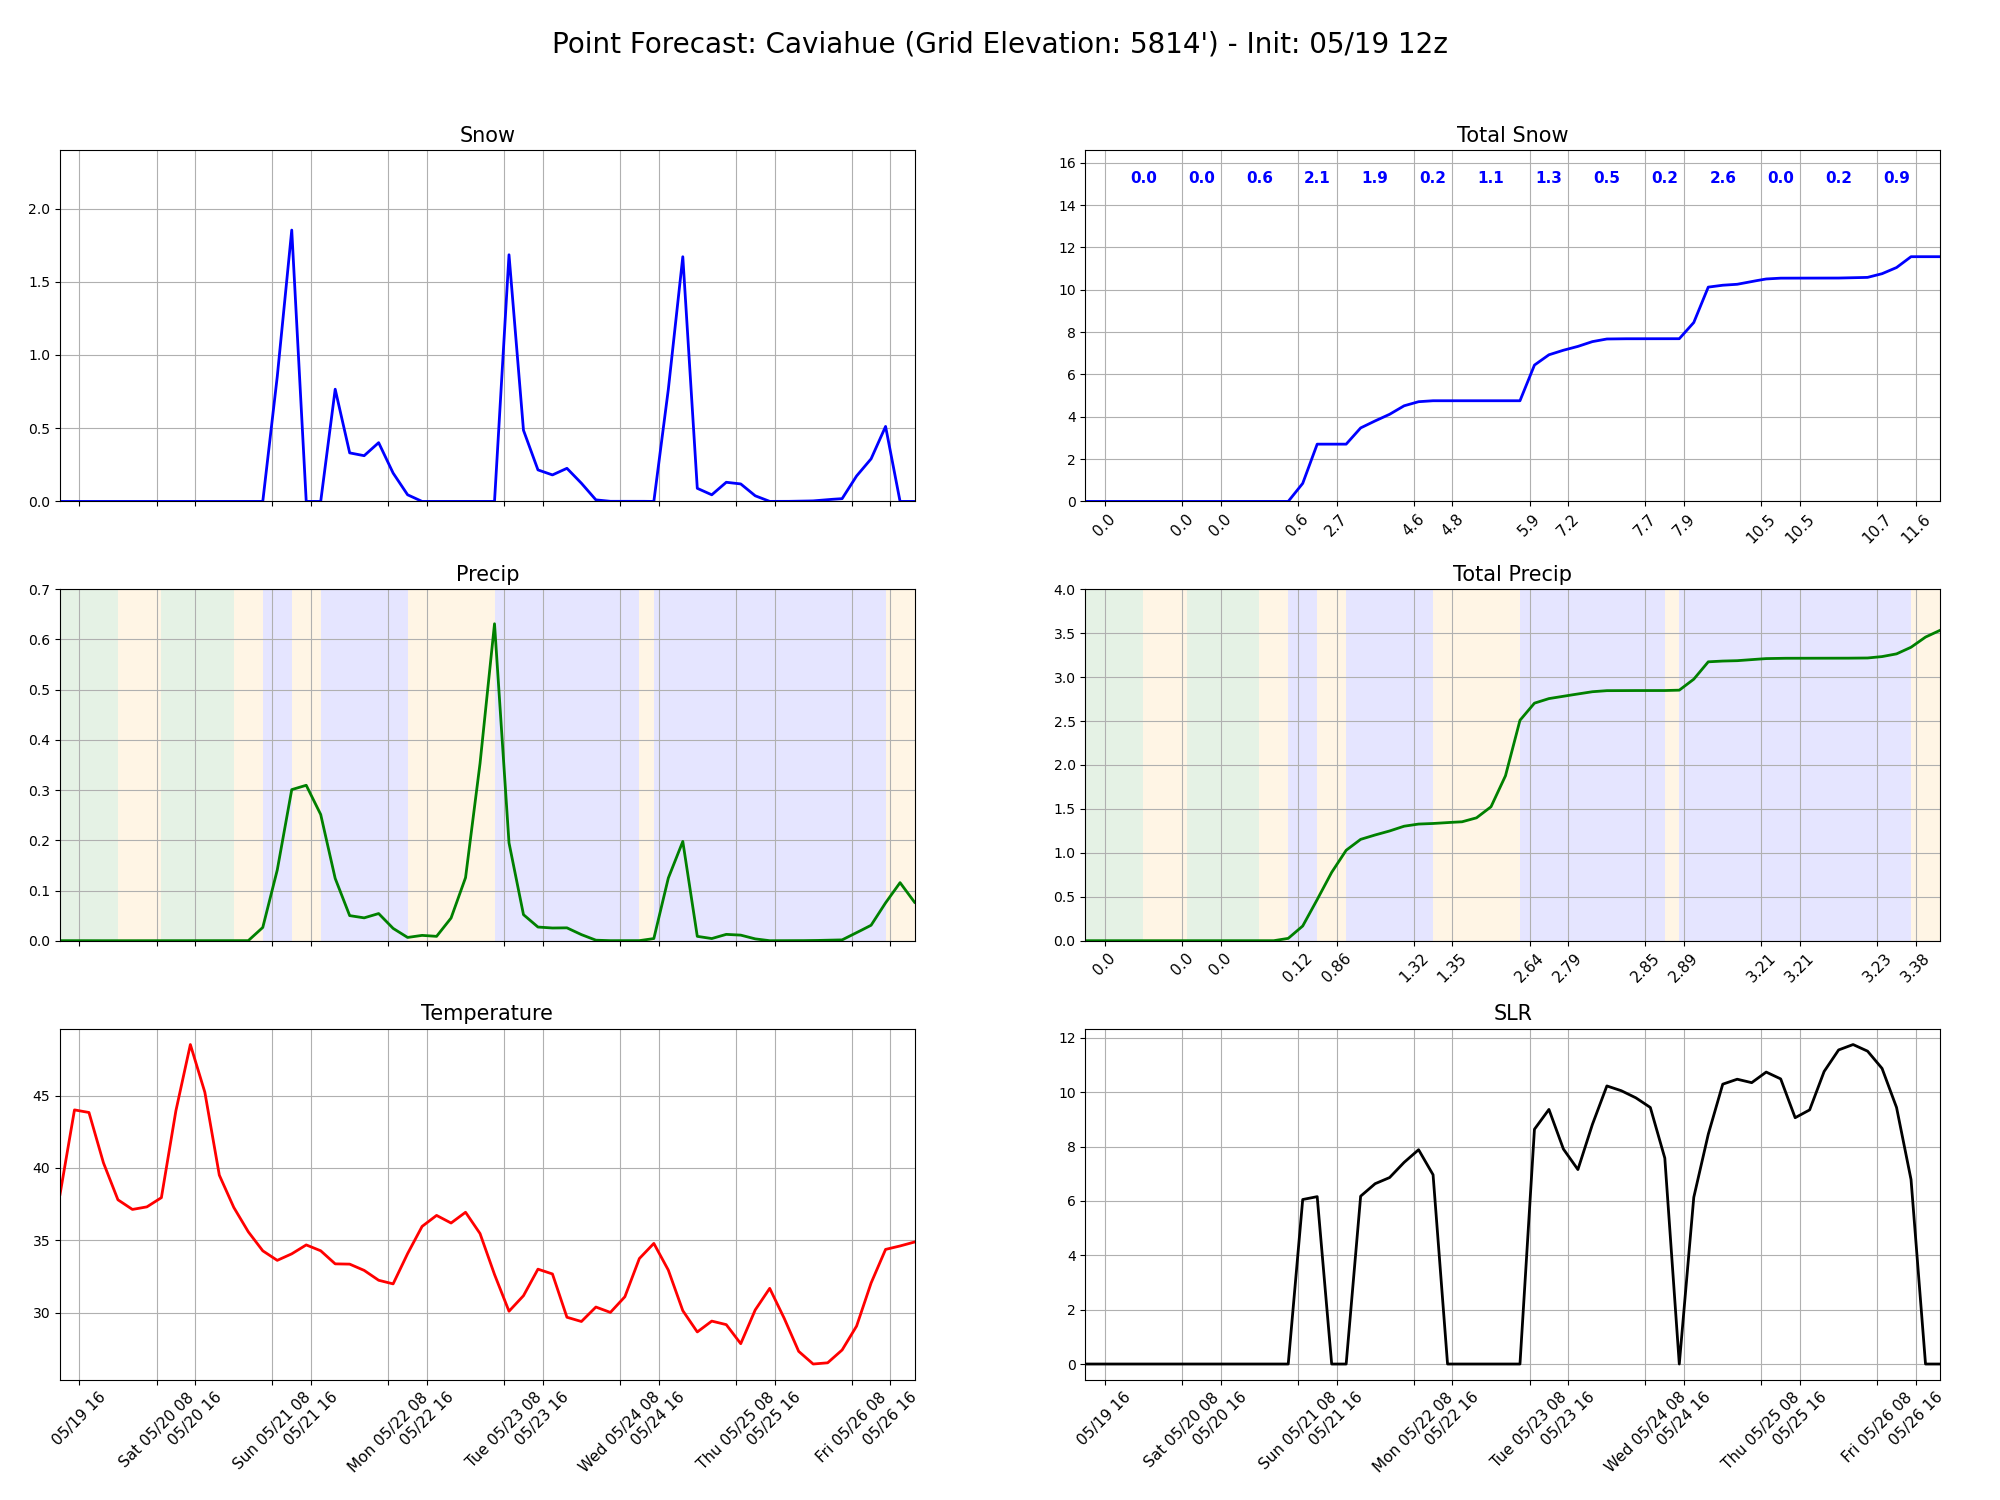 Point Forecast: Caviahue (Grid Elevation: 5814') - Init: 05/19 12z
Snow
2.0
1.5
1.0
0.5
0.0
Total Snow
16
14
12
10
8
6
4
2
0
0.0 0.0 0.6 2.1 1.9 0.2 1.1 1.3 0.5 0.2 2.6 0.0 0.2 0.9
0.0 0.0 0.0 0.6 2.7 4.6 4.8 5.9 7.2 7.7 7.9 10.5 10.5 10.7 11.6
Precip
0.7
0.6
0.5
0.4
0.3
0.2
0.1
0.0
Total Precip
4.0
3.5
3.0
2.5
2.0
1.5
1.0
0.5
0.0
0.0 0.0 0.0 0.12 0.86 1.32 1.35 2.64 2.79 2.85 2.89 3.21 3.21 3.23 3.38
Temperature
45
40
35
30
05/19 16
Sat 05/20 08
05/20 16
Sun 05/21 08
05/21 16
Mon 05/22 08
05/22 16
Tue 05/23 08
05/23 16
Wed 05/24 08
05/24 16
Thu 05/25 08
05/25 16
Fri 05/26 08
05/26 16
SLR
12
10
8
6
4
2
0
05/19 16
Sat 05/20 08
05/20 16
Sun 05/21 08
05/21 16
Mon 05/22 08
05/22 16
Tue 05/23 08
05/23 16
Wed 05/24 08
05/24 16
Thu 05/25 08
05/25 16
Fri 05/26 08
05/26 16